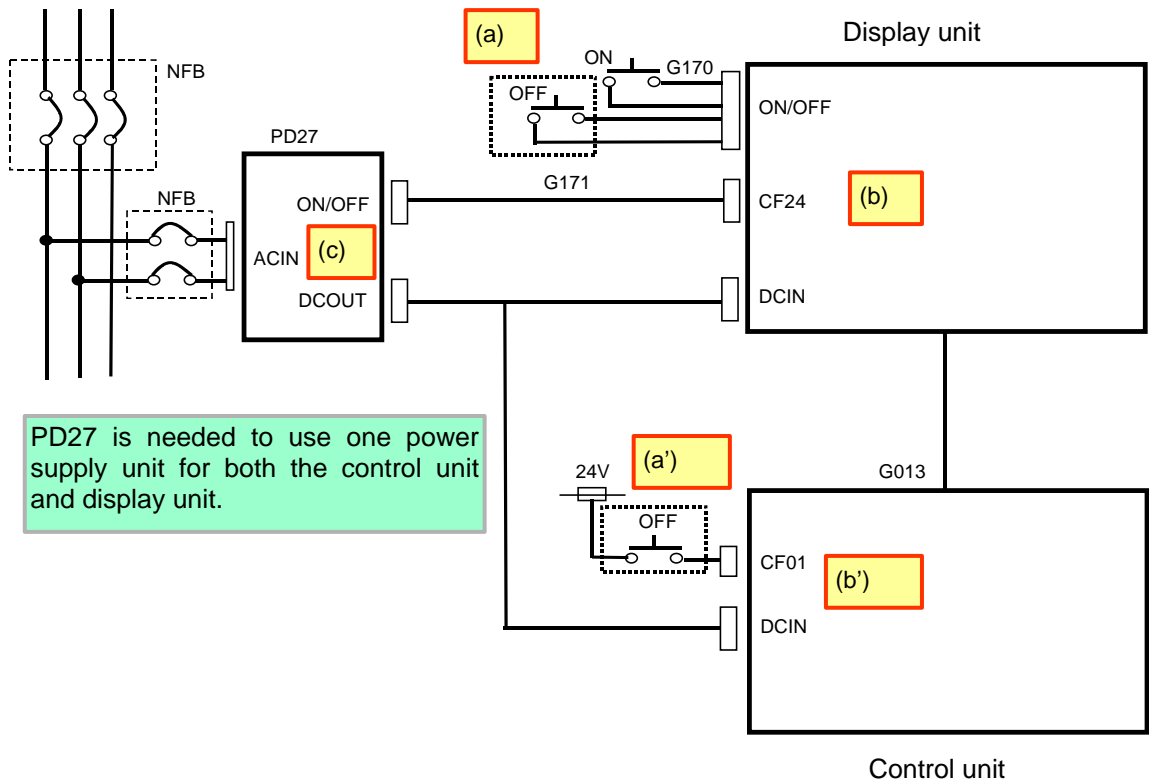 (a)
Display unit
NFB
ON
G170
OFF
ON/OFF
PD27
NFB
ON/OFF
G171
CF24
(b)
ACIN
(c)
DCOUT
DCIN
PD27 is needed to use one power
supply unit for both the control unit
and display unit.
24V
(a’)
G013
OFF
CF01
(b’)
DCIN
Control unit